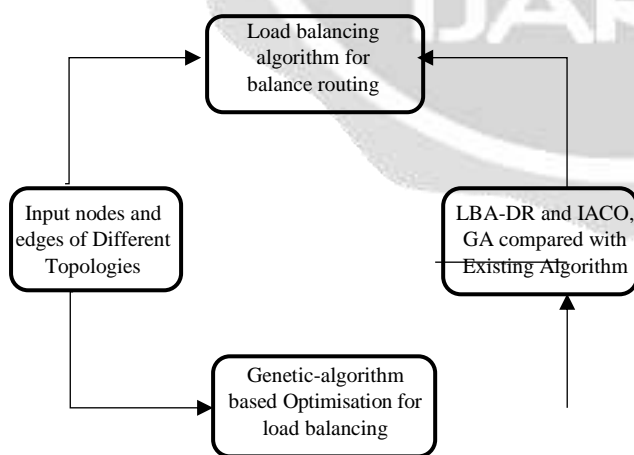 Load balancing
algorithm for
balance routing
Input nodes and
edges of Different
Topologies
LBA-DR and IACO,
GA compared with
Existing Algorithm
Genetic-algorithm
based Optimisation for
load balancing